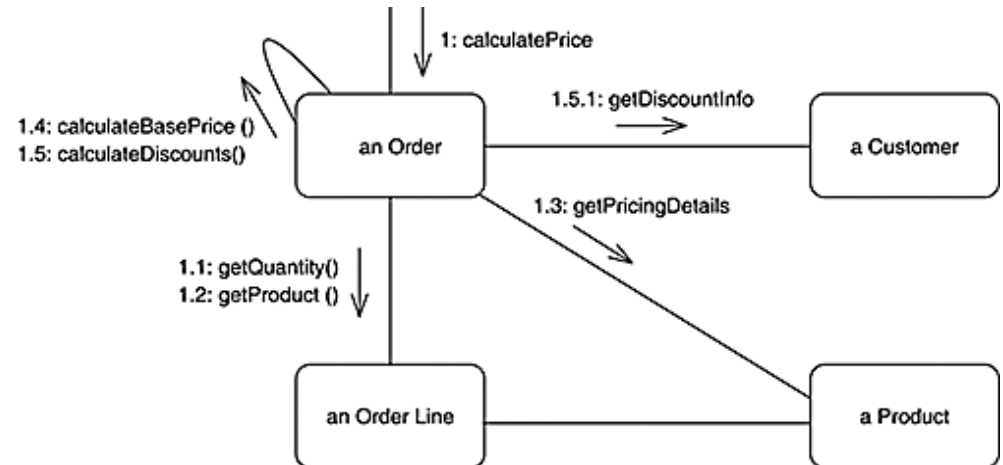 1: calculatePrice
1.5.1: getDiscountInfo
1.4: calculateBasePrice ()
1.5: calculateDiscounts()
an Order
a Customer
1.3: getPricingDetails
1.1: getQuantity()
1.2: getProduct ()
an Order Line
a Product